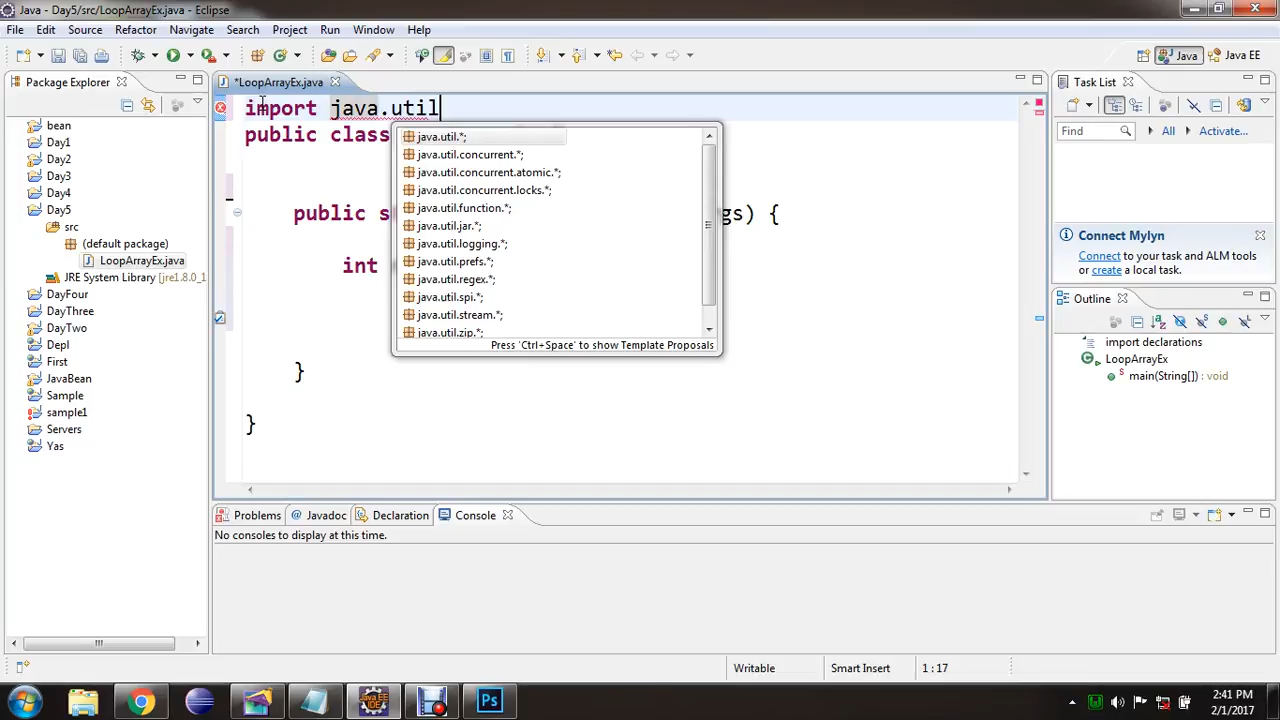 Java - Day5/src/LoopArrayEx.java - Eclipse
File Edit Source Refactor Navigate Search Project Run Window Help
Java Java EE
Package Explorer
bean
Day1
Day2
Day3
Day4
Day5
src
(default package)
LoopArrayEx.java
JRE System Library [jre1.8.0_1
DayFour
DayThree
DayTwo
Depl
First
JavaBean
Sample
sample1
Servers
Yas
*LoopArrayEx.java
import java.util
public class
public s gs) {
int
}
}
java.util.*;
java.util.concurrent.*;
java.util.concurrent.atomic.*;
java.util.concurrent.locks.*;
java.util.function.*;
java.util.jar.*;
java.util.logging.*;
java.util.prefs.*;
java.util.regex.*;
java.util.spi.*;
java.util.stream.*;
java.util.zip.*;
Press 'Ctrl+Space' to show Template Proposals
Task List
Find All Activate...
Connect Mylyn
Connect to your task and ALM tools
or create a local task.
Outline
import declarations
LoopArrayEx
main(String[]) : void
Problems @ Javadoc Declaration Console
No consoles to display at this time.
Writable Smart Insert 1 : 17
Java EE
IDE
Ps
2:41 PM
2/1/2017